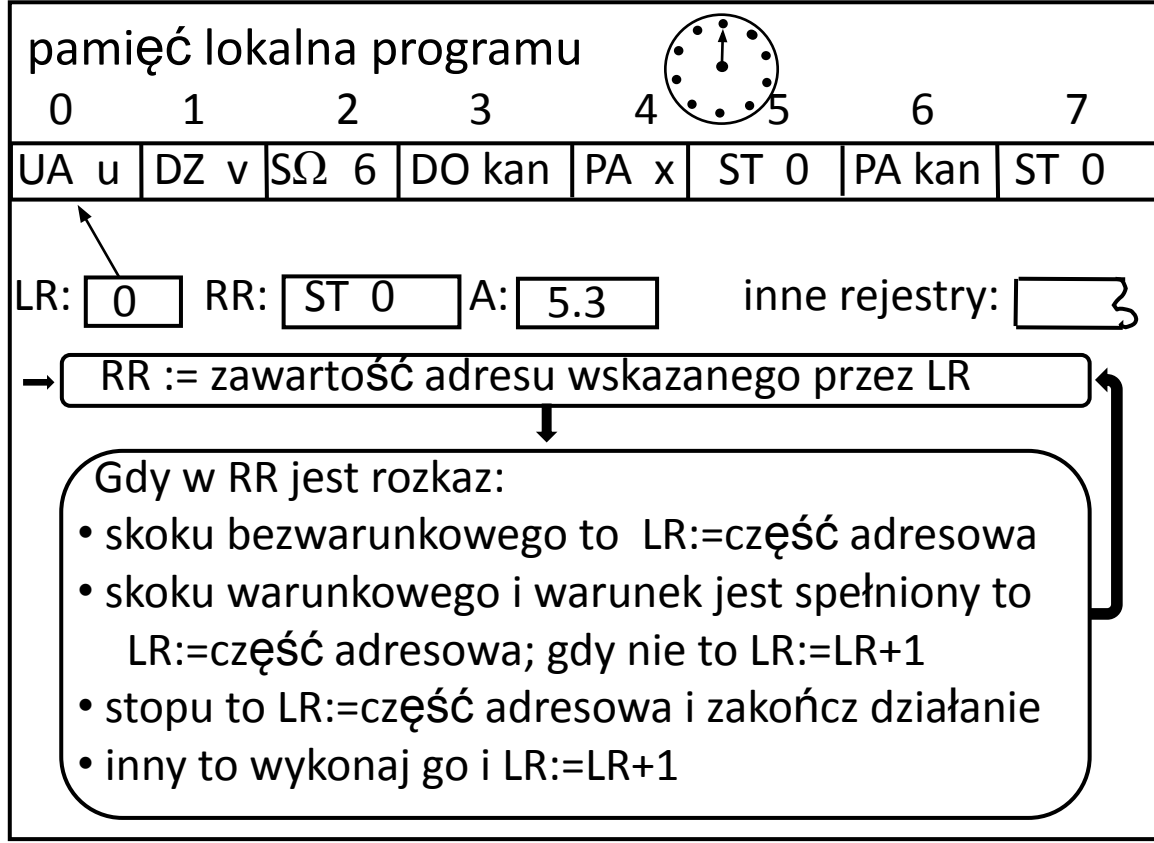 pamięć lokalna programu
0 1 2 3 4 5 6 7
UA u DZ v SΩ 6 DO kan PA x ST 0 PA kan ST 0
LR: 0 RR: ST 0 A: 5.3 inne rejestry:
RR := zawartość adresu wskazanego przez LR
Gdy w RR jest rozkaz:
• skoku bezwarunkowego to LR:=część adresowa
• skoku warunkowego i warunek jest spełniony to
LR:=część adresowa; gdy nie to LR:=LR+1
• stopu to LR:=część adresowa i zakończ działanie
• inny to wykonaj go i LR:=LR+1